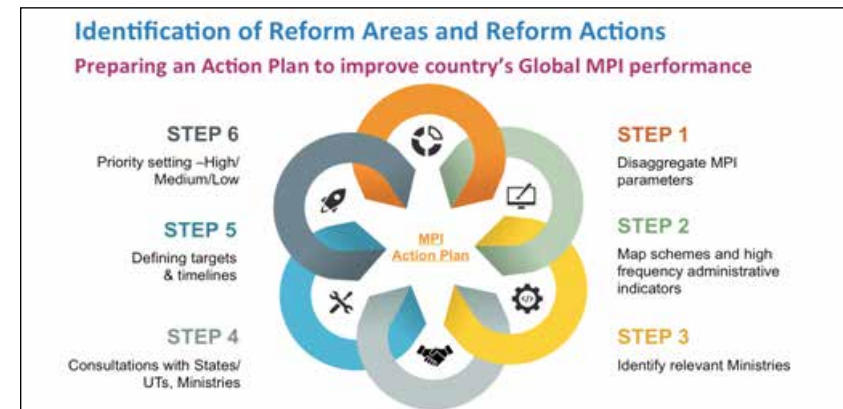 Identification of Reform Areas and Reform Actions
Preparing an Action Plan to improve country's Global MPI performance
STEP 1
Disaggregate MPI
parameters
STEP 2
Map schemes and high
frequency administrative
indicators
STEP 3
Identify relevant Ministries
STEP 4
Consultations with States/
UTs, Ministries
STEP 5
Defining targets
& timelines
STEP 6
Priority setting –High/
Medium/Low
MPI
Action Plan